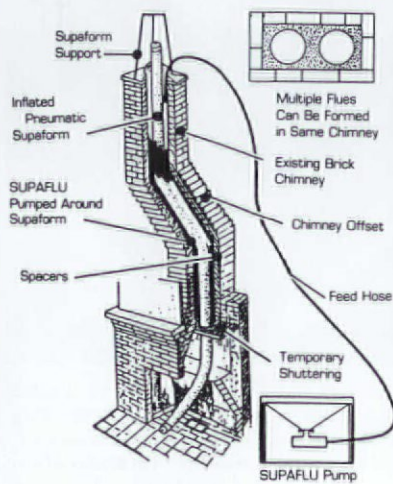 Supaform
Support
Inflated
Pneumatic
Supaform
SUPAFLU
Pumped Around
Supaform
Spacers
Multiple Flues
Can Be Formed
in Same Chimney
Existing Brick
Chimney
Chimney Offset
Feed Hose
Temporary
Shuttering
SUPAFLU Pump